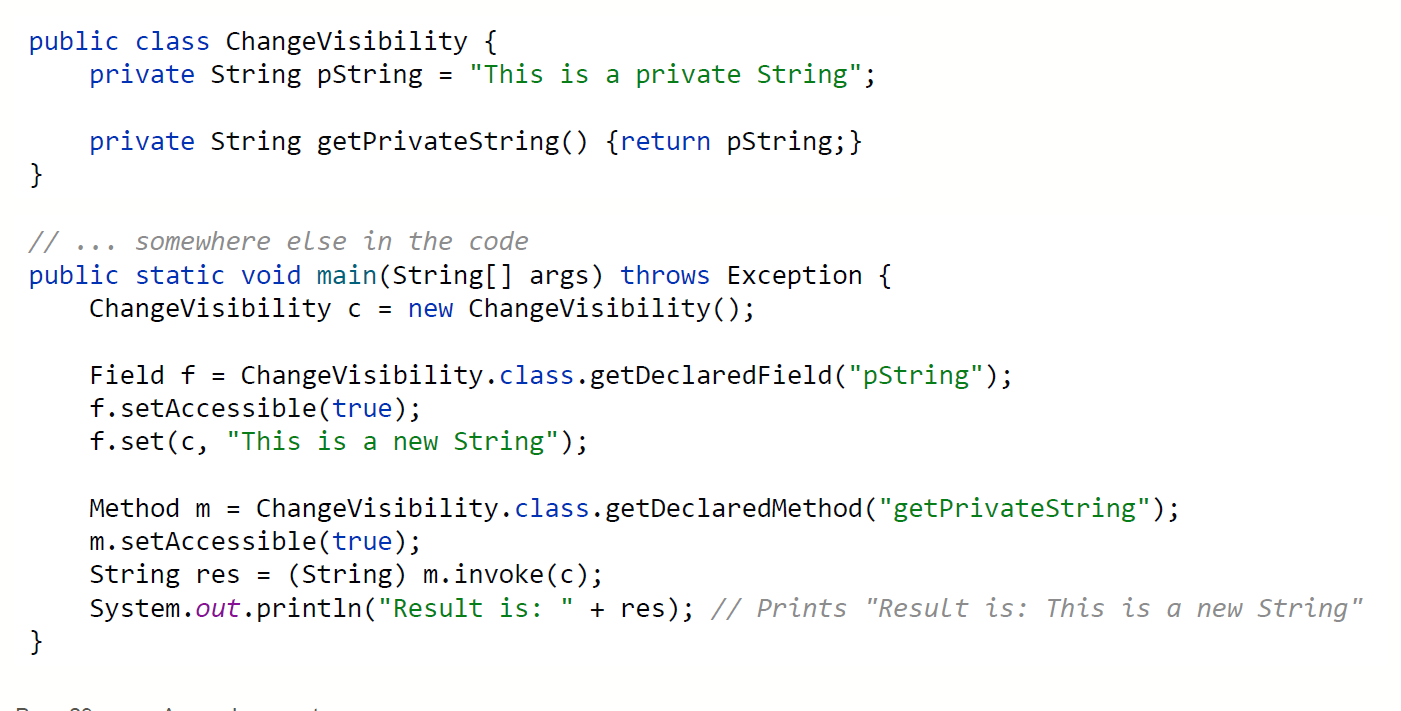 public class ChangeVisibility {
    private String pString = "This is a private String";
    private String getPrivateString() {return pString;}
}
// ... somewhere else in the code
public static void main(String[] args) throws Exception {
    ChangeVisibility c = new ChangeVisibility();
    Field f = ChangeVisibility.class.getDeclaredField("pString");
    f.setAccessible(true);
    f.set(c, "This is a new String");
    Method m = ChangeVisibility.class.getDeclaredMethod("getPrivateString");
    m.setAccessible(true);
    String res = (String) m.invoke(c);
    System.out.println("Result is: " + res); // Prints "Result is: This is a new String"
}